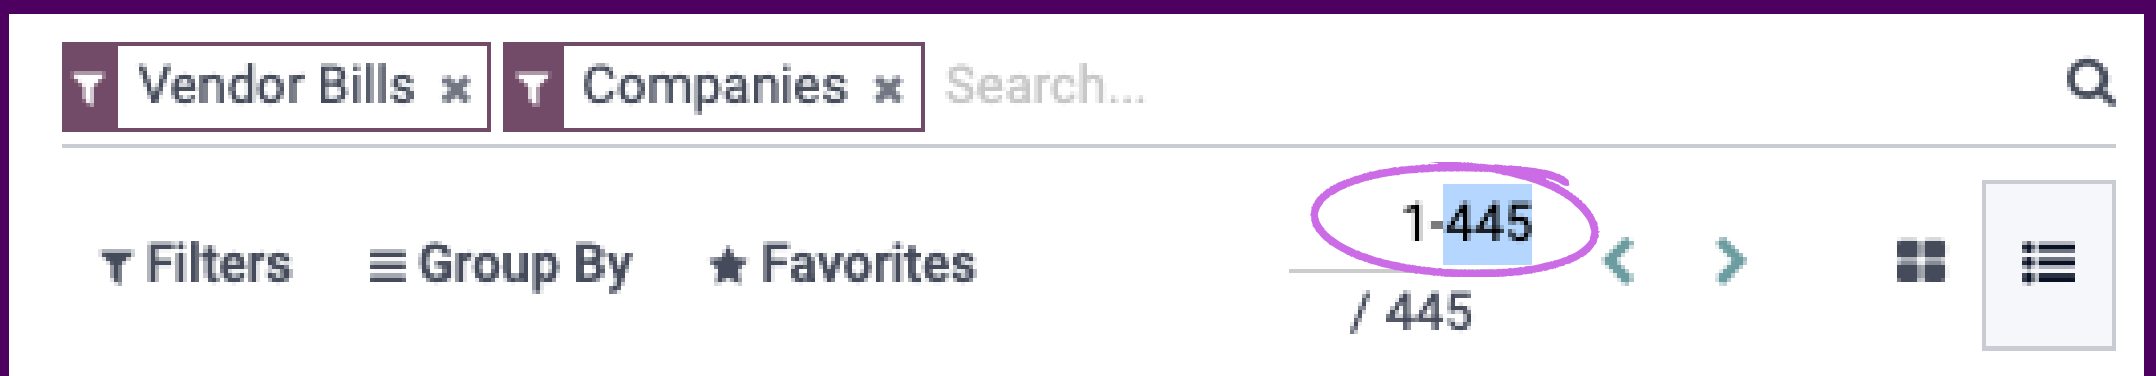 Vendor Bills Companies Search...
Filters Group By Favorites 1-445
/ 445